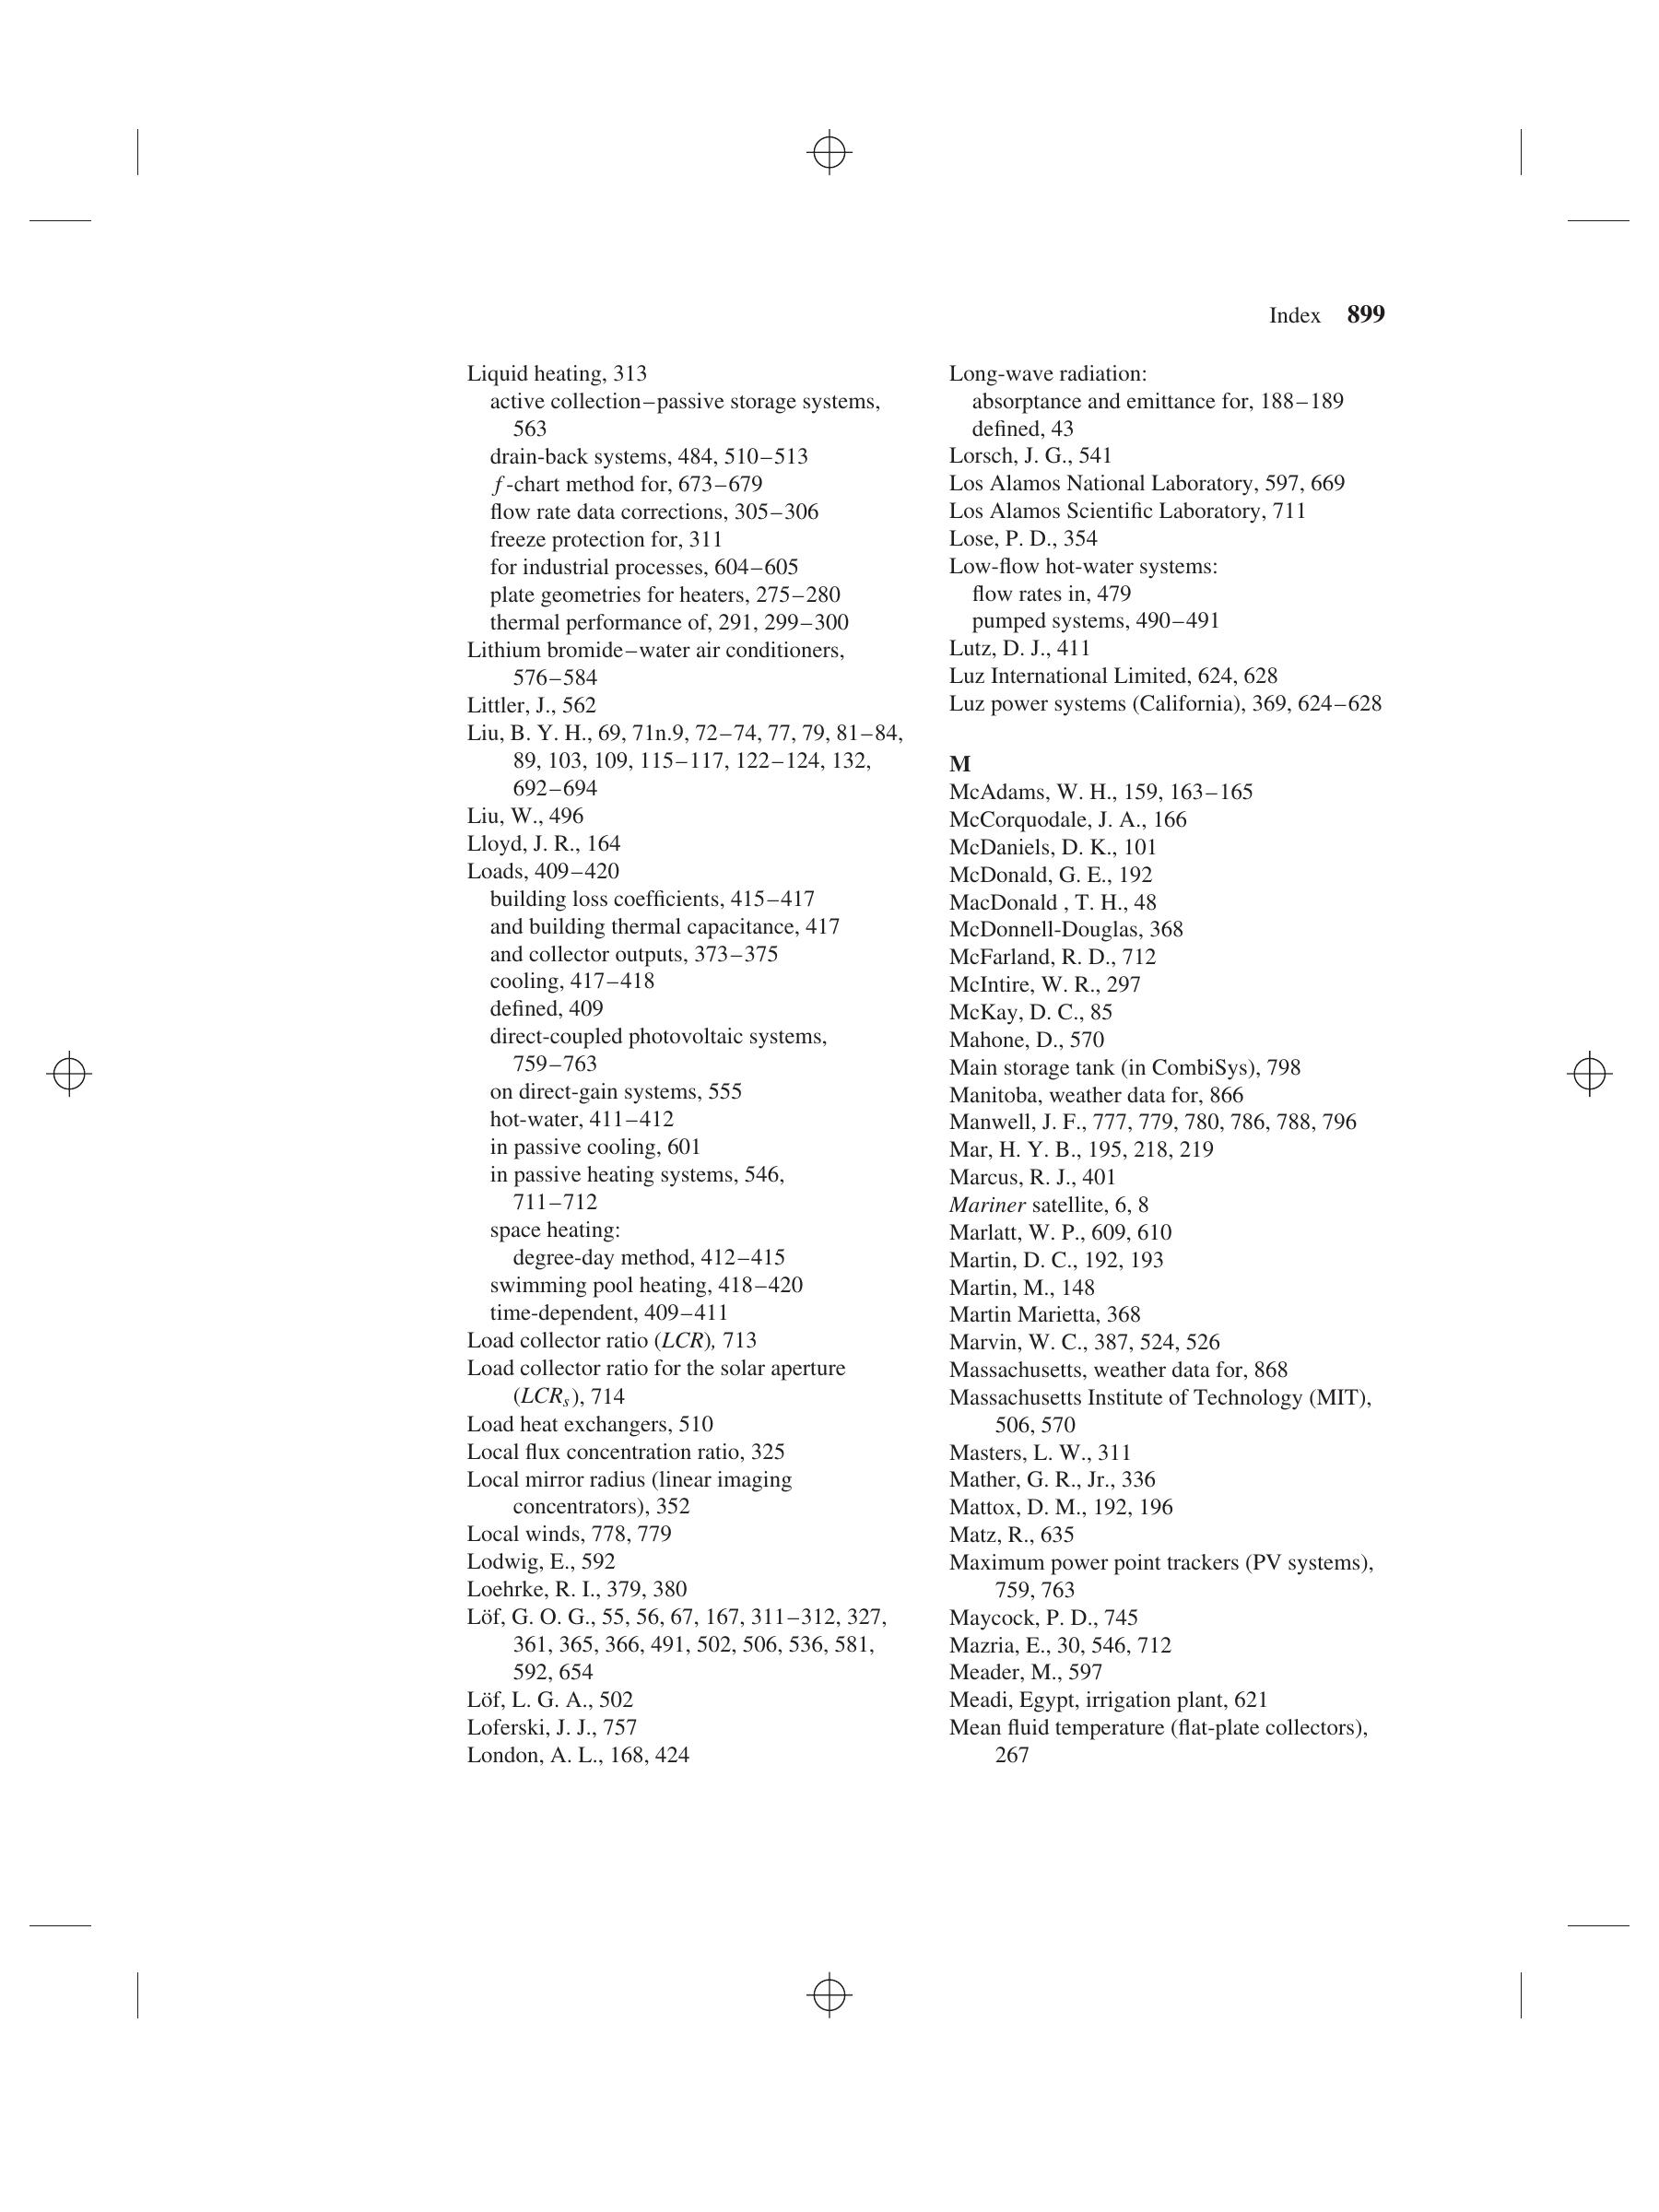 Index 899
Liquid heating, 313
active collection–passive storage systems,
563
drain-back systems, 484, 510–513
f-chart method for, 673–679
flow rate data corrections, 305–306
freeze protection for, 311
for industrial processes, 604–605
plate geometries for heaters, 275–280
thermal performance of, 291, 299–300
Lithium bromide–water air conditioners,
576–584
Littler, J., 562
Liu, B. Y. H., 69, 71n.9, 72–74, 77, 79, 81–84,
89, 103, 109, 115–117, 122–124, 132,
692–694
Liu, W., 496
Lloyd, J. R., 164
Loads, 409–420
building loss coefficients, 415–417
and building thermal capacitance, 417
and collector outputs, 373–375
cooling, 417–418
defined, 409
direct-coupled photovoltaic systems,
759–763
on direct-gain systems, 555
hot-water, 411–412
in passive cooling, 601
in passive heating systems, 546,
711–712
space heating:
degree-day method, 412–415
swimming pool heating, 418–420
time-dependent, 409–411
Load collector ratio (LCR), 713
Load collector ratio for the solar aperture
(LCRs), 714
Load heat exchangers, 510
Local flux concentration ratio, 325
Local mirror radius (linear imaging
concentrators), 352
Local winds, 778, 779
Lodwig, E., 592
Loehrke, R. I., 379, 380
Löf, G. O. G., 55, 56, 67, 167, 311–312, 327,
361, 365, 366, 491, 502, 506, 536, 581,
592, 654
Löf, L. G. A., 502
Loferski, J. J., 757
London, A. L., 168, 424
Long-wave radiation:
absorptance and emittance for, 188–189
defined, 43
Lorsch, J. G., 541
Los Alamos National Laboratory, 597, 669
Los Alamos Scientific Laboratory, 711
Lose, P. D., 354
Low-flow hot-water systems:
flow rates in, 479
pumped systems, 490–491
Lutz, D. J., 411
Luz International Limited, 624, 628
Luz power systems (California), 369, 624–628
M
McAdams, W. H., 159, 163–165
McCorquodale, J. A., 166
McDaniels, D. K., 101
McDonald, G. E., 192
MacDonald , T. H., 48
McDonnell-Douglas, 368
McFarland, R. D., 712
McIntire, W. R., 297
McKay, D. C., 85
Mahone, D., 570
Main storage tank (in CombiSys), 798
Manitoba, weather data for, 866
Manwell, J. F., 777, 779, 780, 786, 788, 796
Mar, H. Y. B., 195, 218, 219
Marcus, R. J., 401
Mariner satellite, 6, 8
Marlatt, W. P., 609, 610
Martin, D. C., 192, 193
Martin, M., 148
Martin Marietta, 368
Marvin, W. C., 387, 524, 526
Massachusetts, weather data for, 868
Massachusetts Institute of Technology (MIT),
506, 570
Masters, L. W., 311
Mather, G. R., Jr., 336
Mattox, D. M., 192, 196
Matz, R., 635
Maximum power point trackers (PV systems),
759, 763
Maycock, P. D., 745
Mazria, E., 30, 546, 712
Meader, M., 597
Meadi, Egypt, irrigation plant, 621
Mean fluid temperature (flat-plate collectors),
267